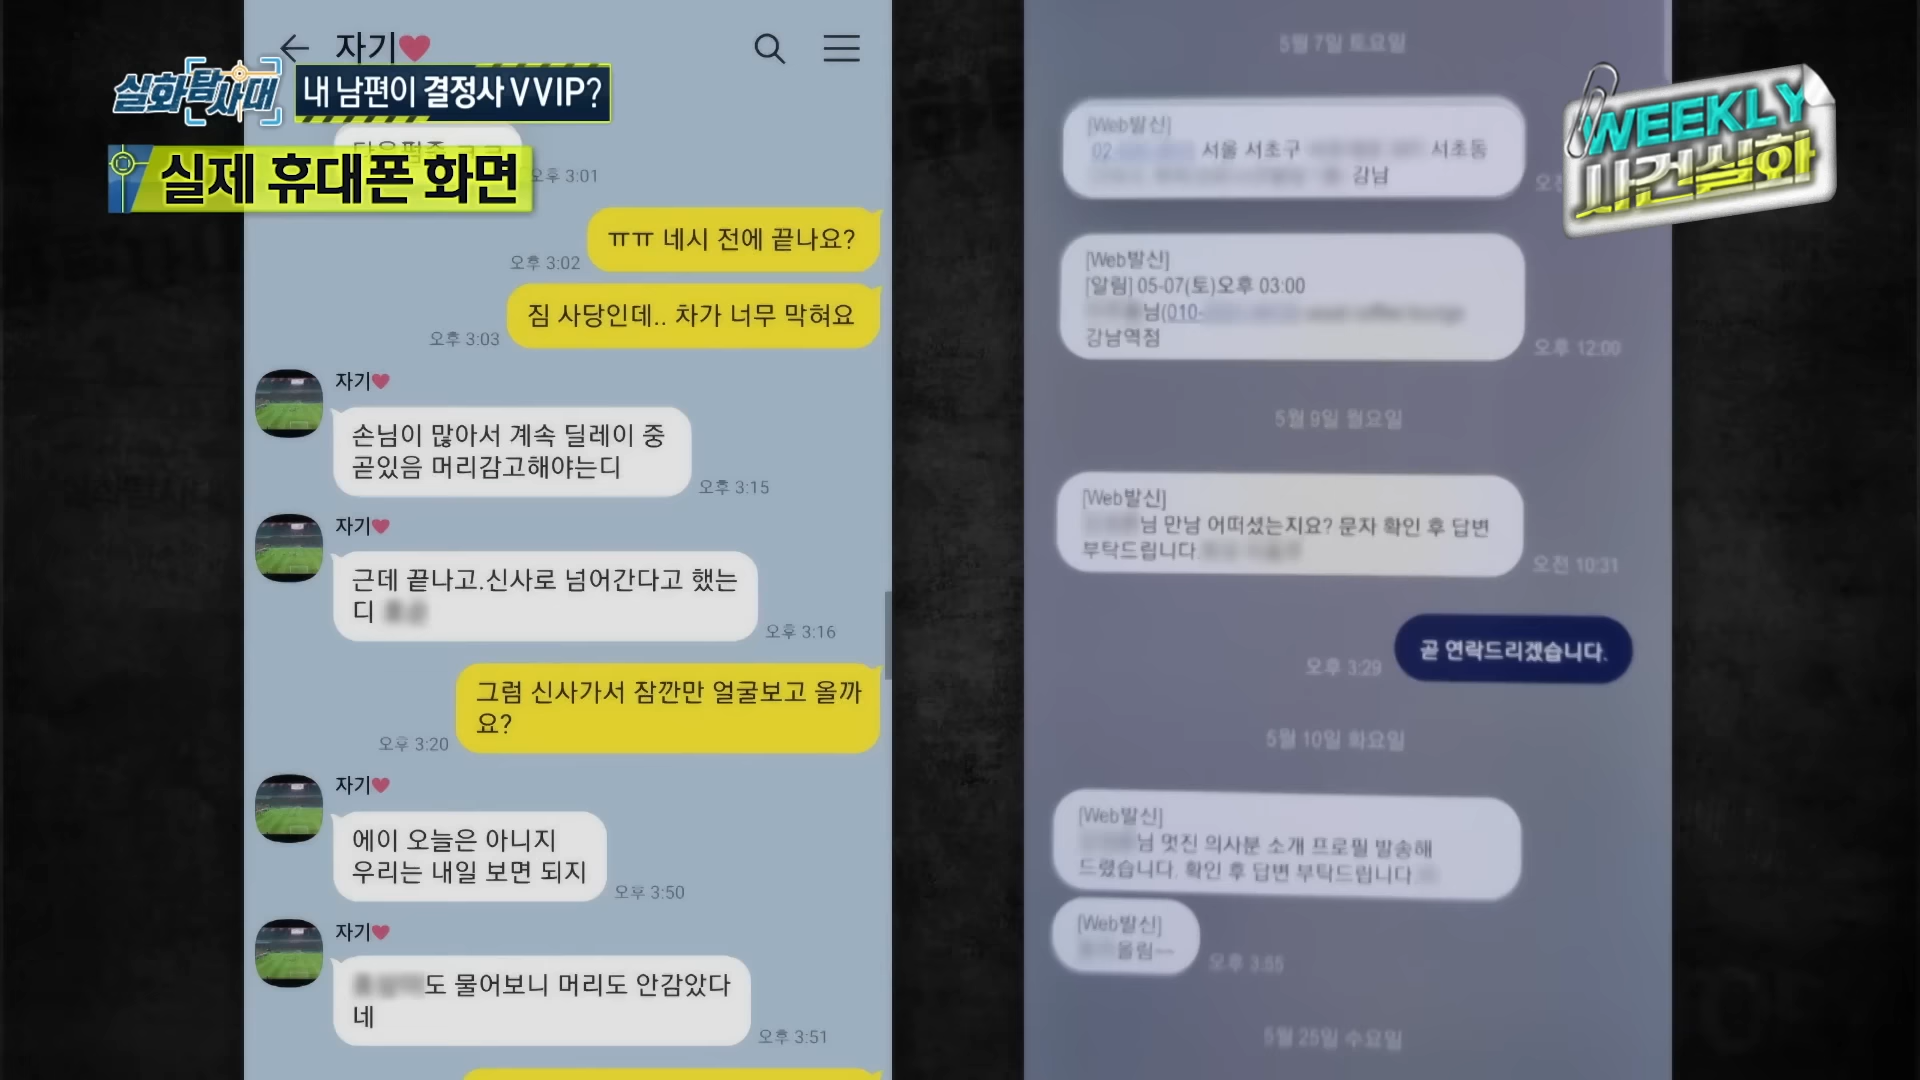 자기
실화탐사대
내 남편이 결정사 VVIP?
실제 휴대폰 화면
오후 3:01
ㅠㅠ 네시 전에 끝나요?
오후 3:02
짐 사당인데.. 차가 너무 막혀요
오후 3:03
자기
손님이 많아서 계속 딜레이 중
곧있음 머리감고해야는디
오후 3:15
자기
근데 끝나고.신사로 넘어간다고 했는
디
오후 3:16
그럼 신사가서 잠깐만 얼굴보고 올까
요?
오후 3:20
자기
에이 오늘은 아니지
우리는 내일 보면 되지
오후 3:50
자기
도 물어보니 머리도 안감았다
네
오후 3:51
WEEKLY
사건실화
5월 7일 토요일
[Web발신]
02 서울 서초구 서초동
강남
[Web발신]
[알림] 05-07(토)오후 03:00
님(010-
강남역점
오후 12:00
5월 9일 월요일
[Web발신]
님 만남 어떠셨는지요? 문자 확인 후 답변
부탁드립니다
오전 10:31
곧 연락드리겠습니다.
오후 3:29
5월 10일 화요일
[Web발신]
님 멋진 의사분 소개 프로필 발송해
드렸습니다. 확인 후 답변 부탁드립니다
[Web발신]
올림~~
오후 3:55
5월 25일 수요일